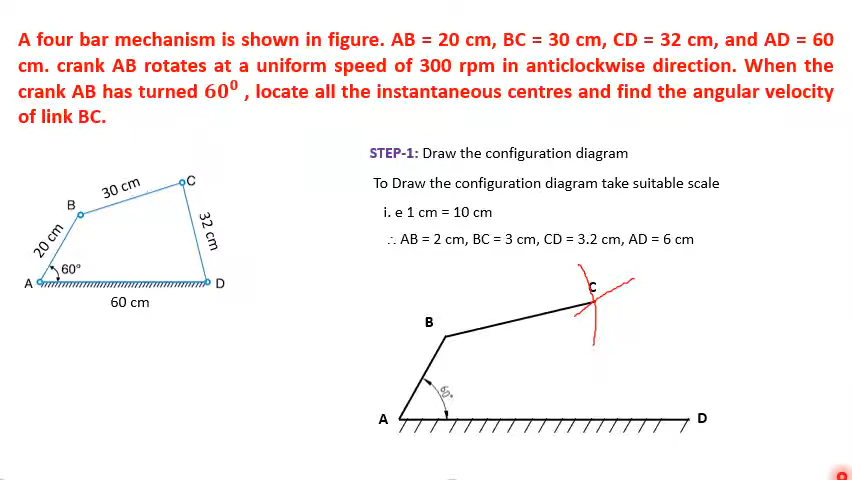 A four bar mechanism is shown in figure. AB = 20 cm, BC = 30 cm, CD = 32 cm, and AD = 60
cm. crank AB rotates at a uniform speed of 300 rpm in anticlockwise direction. When the
crank AB has turned 60⁰ , locate all the instantaneous centres and find the angular velocity
of link BC.
B
30 cm
C
20 cm
32 cm
60°
A
D
60 cm
STEP-1: Draw the configuration diagram
To Draw the configuration diagram take suitable scale
i. e 1 cm = 10 cm
∴ AB = 2 cm, BC = 3 cm, CD = 3.2 cm, AD = 6 cm
C
B
60°
A
D